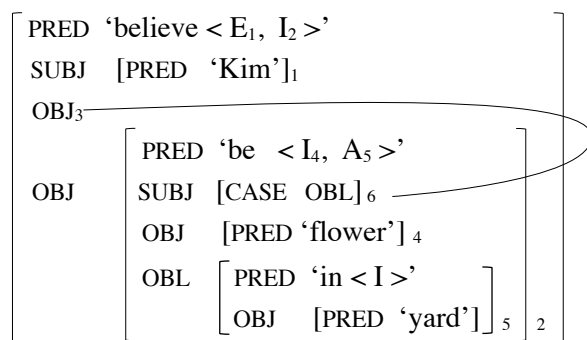 PRED ‘believe < E₁, I₂ >’
SUBJ [PRED ‘Kim’]₁
OBJ₃
PRED ‘be < I₄, A₅ >’
OBJ SUBJ [CASE OBL]₆
OBJ [PRED ‘flower’]₄
OBL [PRED ‘in < I >’
OBJ [PRED ‘yard’]]₅ ₂